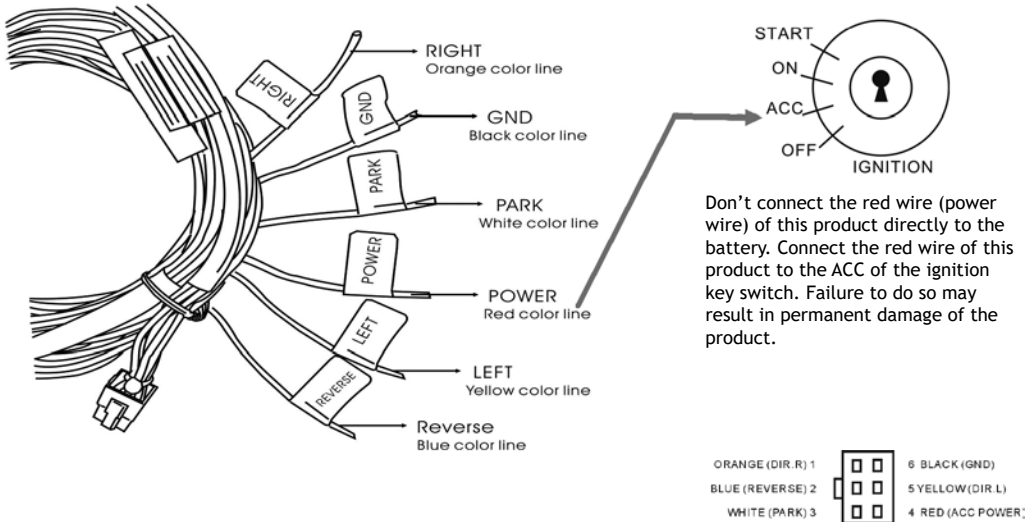 RIGHT
RIGHT
Orange color line
GND
GND
Black color line
PARK
PARK
White color line
POWER
POWER
Red color line
LEFT
LEFT
Yellow color line
REVERSE
Reverse
Blue color line
START
ON
ACC
OFF
IGNITION
Don’t connect the red wire (power
wire) of this product directly to the
battery. Connect the red wire of this
product to the ACC of the ignition
key switch. Failure to do so may
result in permanent damage of the
product.
ORANGE (DIR.R) 1
6 BLACK (GND)
BLUE (REVERSE) 2
5 YELLOW (DIR.L)
WHITE (PARK) 3
4 RED (ACC POWER)